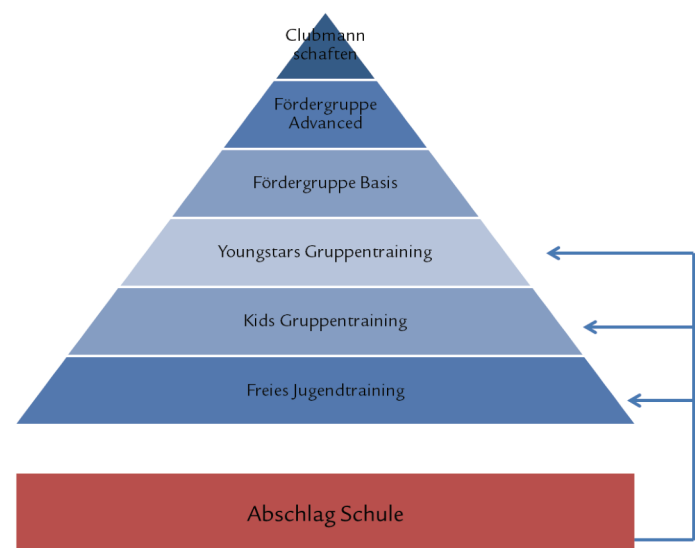 Clubmann
schaften
Fördergruppe
Advanced
Fördergruppe Basis
Youngstars Gruppentraining
Kids Gruppentraining
Freies Jugendtraining
Abschlag Schule